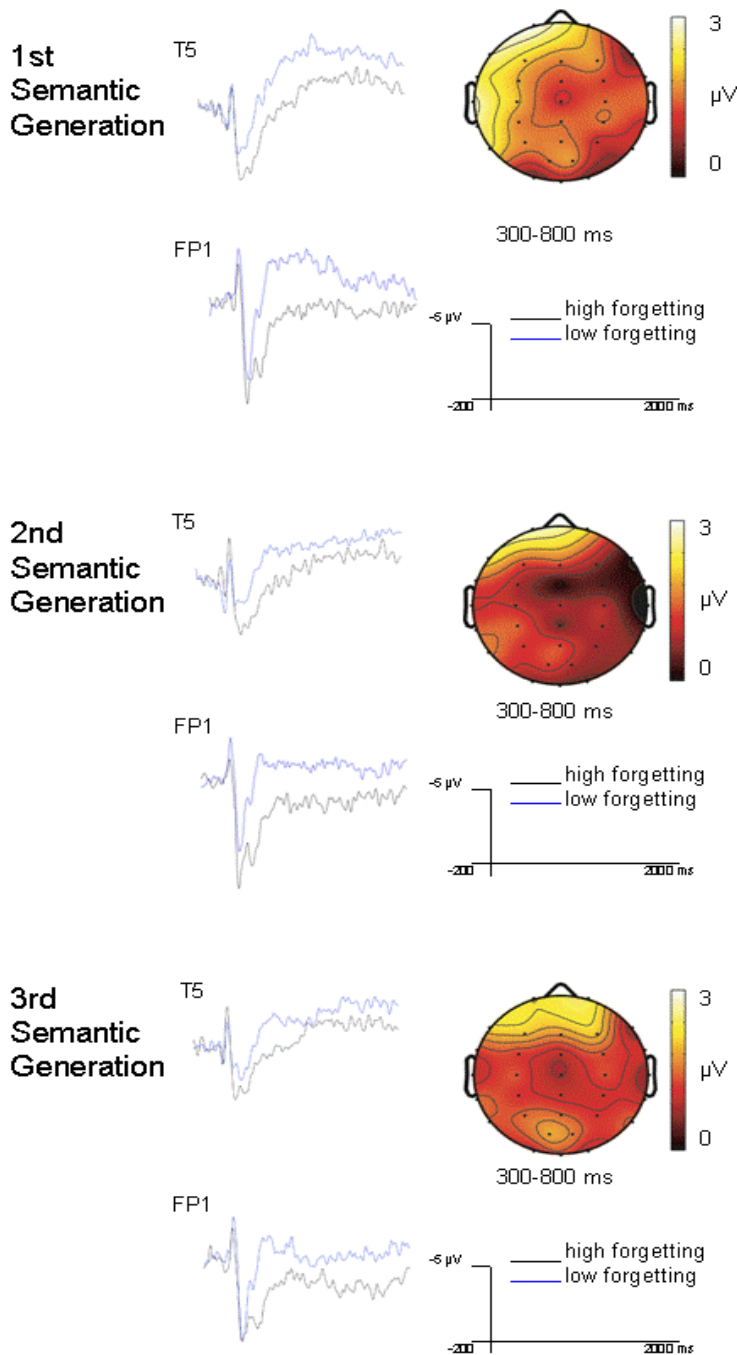 1st
Semantic
Generation
T5
3
µV
0
300-800 ms
FP1
high forgetting
low forgetting
-5 µV
-200
2000 ms
2nd
Semantic
Generation
T5
3
µV
0
300-800 ms
FP1
high forgetting
low forgetting
-5 µV
-200
2000 ms
3rd
Semantic
Generation
T5
3
µV
0
300-800 ms
FP1
high forgetting
low forgetting
-5 µV
-200
2000 ms